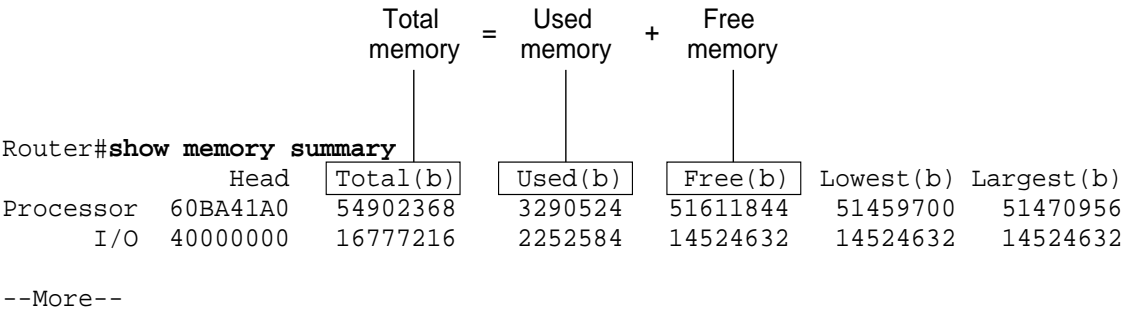 Total memory = Used memory + Free memory
Router#show memory summary
Head Total(b) Used(b) Free(b) Lowest(b) Largest(b)
Processor 60BA41A0 54902368 3290524 51611844 51459700 51470956
I/O 40000000 16777216 2252584 14524632 14524632 14524632
--More--